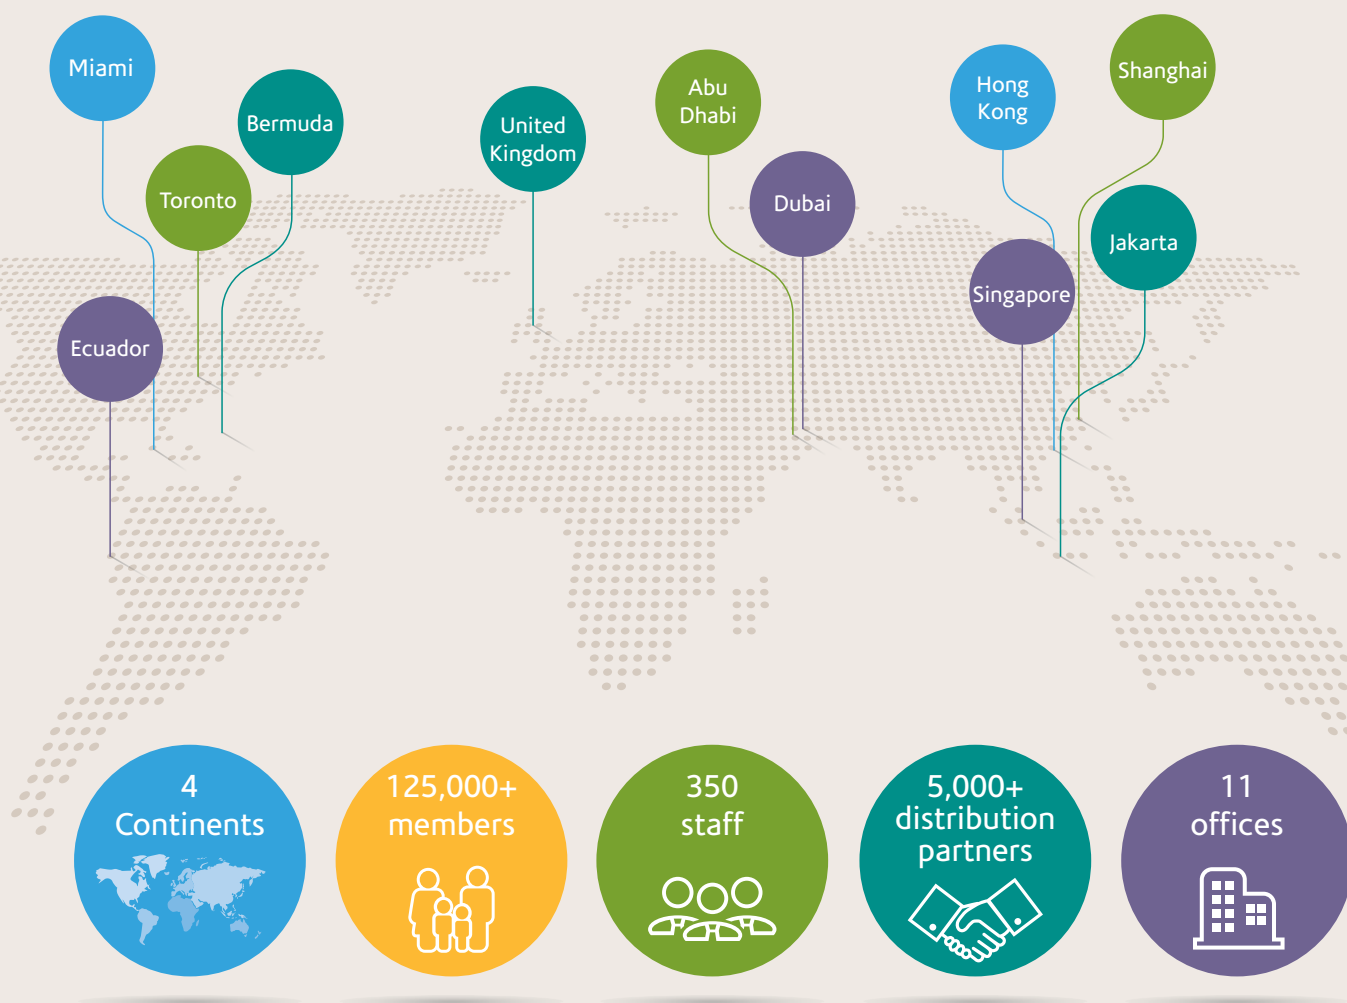 Miami
Toronto
Bermuda
Ecuador
United
Kingdom
Abu
Dhabi
Dubai
Hong
Kong
Shanghai
Singapore
Jakarta
4
Continents
125,000+
members
350
staff
5,000+
distribution
partners
11
offices